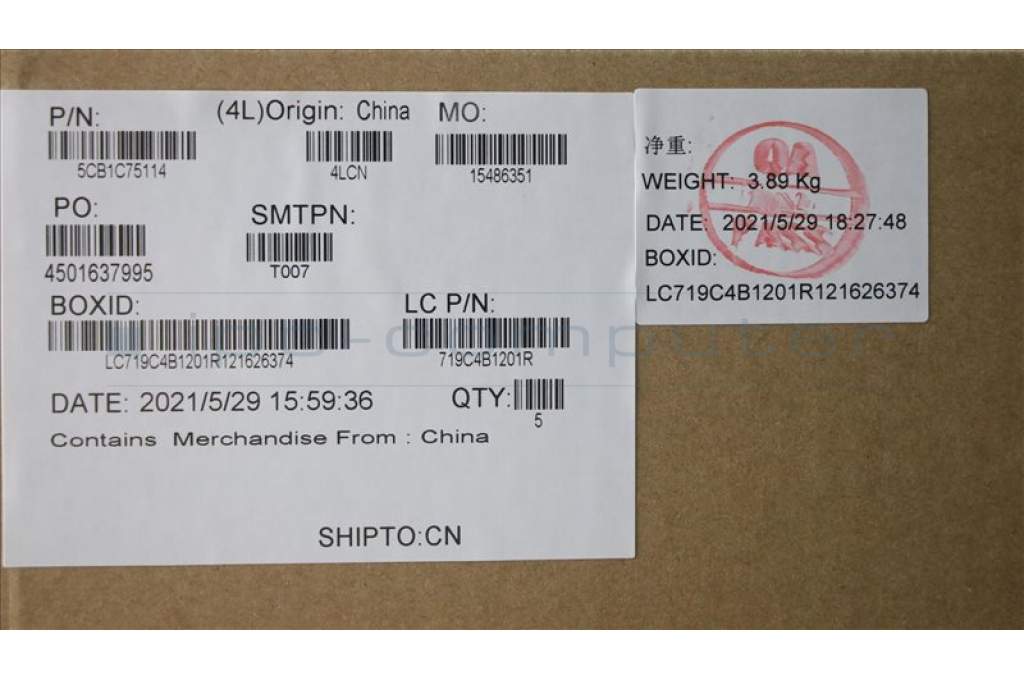 P/N:
5CB1C75114
(4L)Origin: China
4LCN
MO:
15486351
PO:
4501637995
SMTPN:
T007
BOXID:
LC719C4B1201R121626374
LC P/N:
719C4B1201R
DATE: 2021/5/29 15:59:36
QTY:
5
Contains Merchandise From : China
SHIPTO:CN
净重:
WEIGHT: 3.89 Kg
DATE: 2021/5/29 18:27:48
BOXID:
LC719C4B1201R121626374